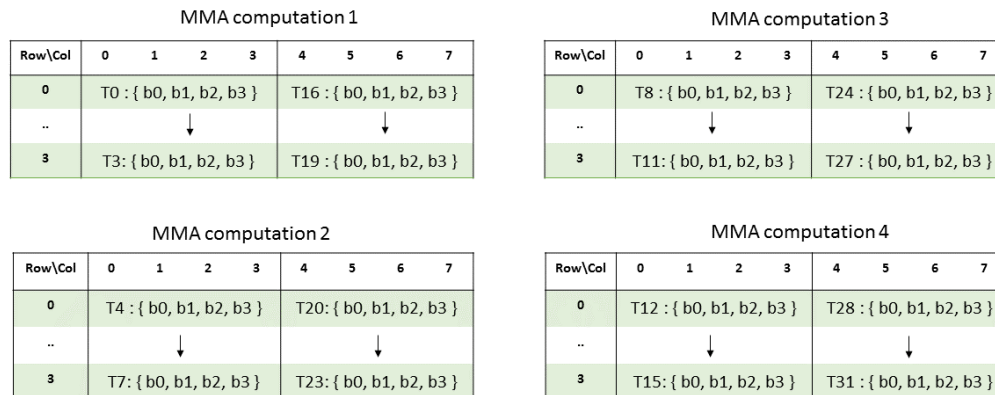 MMA computation 1
Row\Col 0 1 2 3 4 5 6 7
0 T0 : { b0, b1, b2, b3 } T16 : { b0, b1, b2, b3 }
..
3 T3: { b0, b1, b2, b3 } T19: { b0, b1, b2, b3 }
MMA computation 3
Row\Col 0 1 2 3 4 5 6 7
0 T8 : { b0, b1, b2, b3 } T24 : { b0, b1, b2, b3 }
..
3 T11: { b0, b1, b2, b3 } T27: { b0, b1, b2, b3 }
MMA computation 2
Row\Col 0 1 2 3 4 5 6 7
0 T4 : { b0, b1, b2, b3 } T20: { b0, b1, b2, b3 }
..
3 T7: { b0, b1, b2, b3 } T23: { b0, b1, b2, b3 }
MMA computation 4
Row\Col 0 1 2 3 4 5 6 7
0 T12 : { b0, b1, b2, b3 } T28: { b0, b1, b2, b3 }
..
3 T15: { b0, b1, b2, b3 } T31: { b0, b1, b2, b3 }